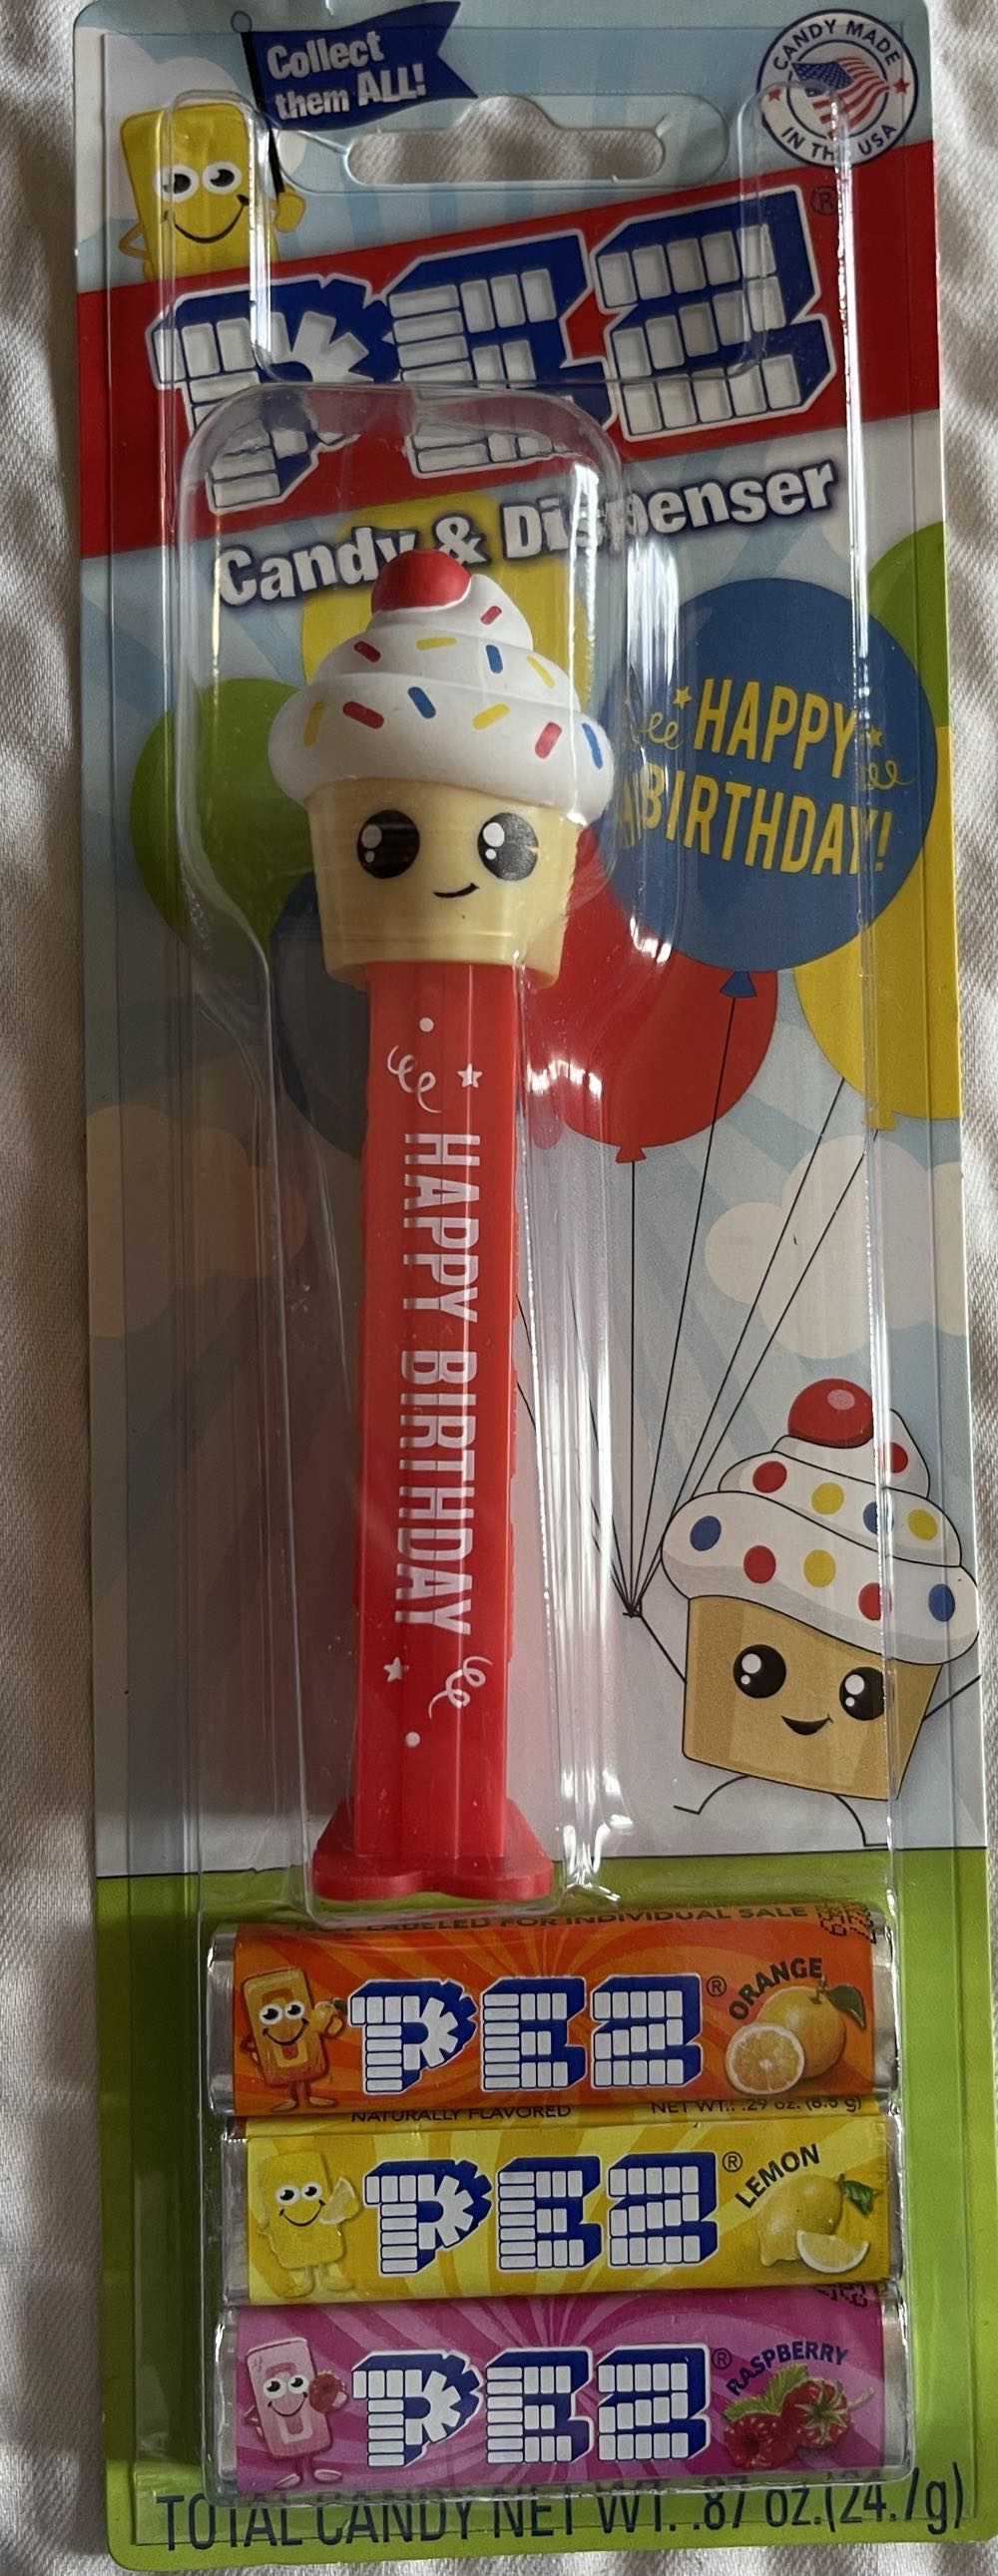 Collect
them ALL!
CANDY MADE
IN THE USA
PEZ®
Candy & Dispenser
HAPPY
BIRTHDAY!
HAPPY BIRTHDAY
LABELED FOR INDIVIDUAL SALE
PEZ® ORANGE
NATURALLY FLAVORED NET WT.: .29 oz. (8.5 g)
PEZ® LEMON
PEZ® RASPBERRY
TOTAL CANDY NET WT. .87 oz.(24.7g)